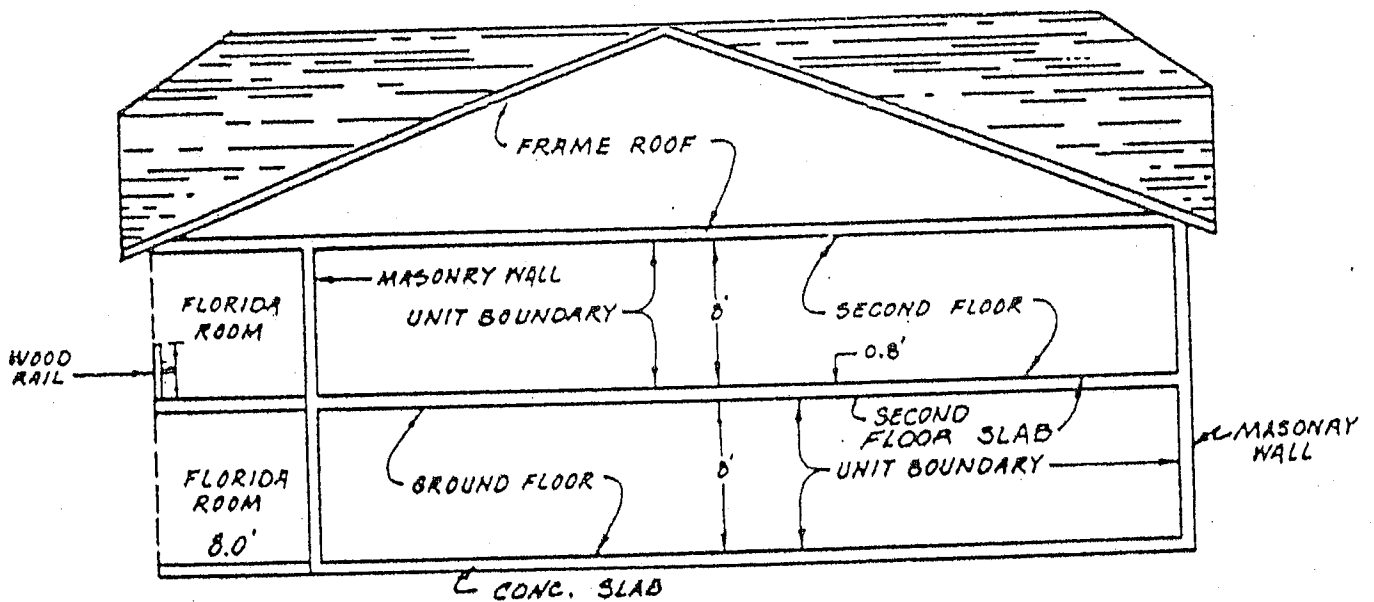 FRAME ROOF
MASONRY WALL
UNIT BOUNDARY
8'
SECOND FLOOR
FLORIDA
ROOM
WOOD
RAIL
0.8'
SECOND
FLOOR SLAB
MASONRY
WALL
UNIT BOUNDARY
8'
GROUND FLOOR
FLORIDA
ROOM
8.0'
CONC. SLAB